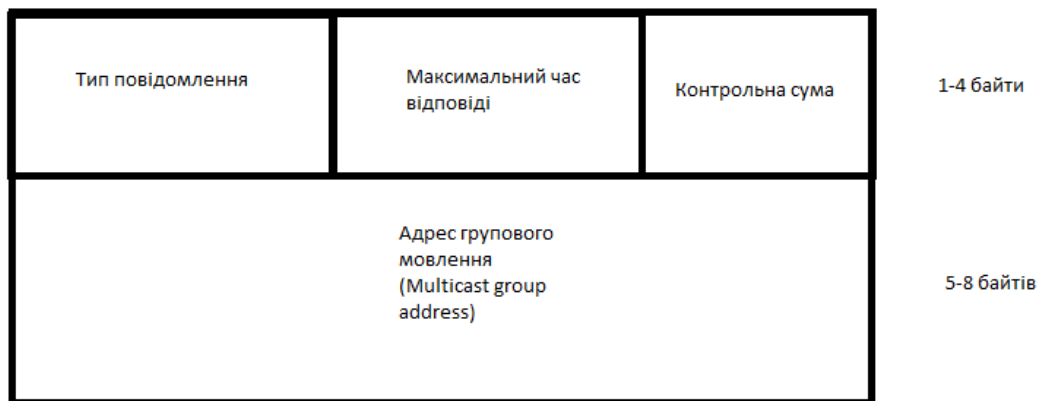 Тип повідомлення
Максимальний час
відповіді
Контрольна сума
1-4 байти
Адрес групового
мовлення
(Multicast group
address)
5-8 байтів